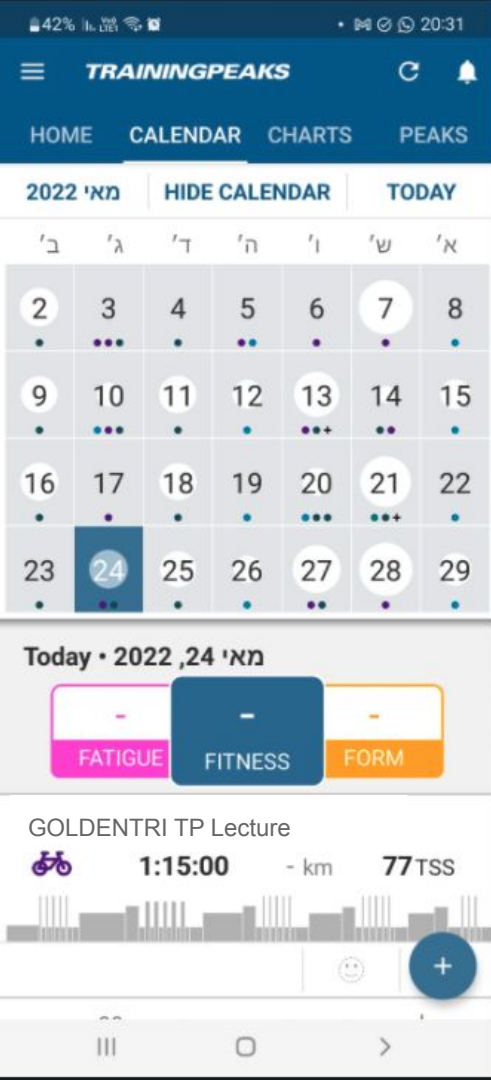 42% 20:31
TRAININGPEAKS
HOME CALENDAR CHARTS PEAKS
מאי 2022 HIDE CALENDAR TODAY
ב׳ ג׳ ד׳ ה׳ ו׳ ש׳ א׳
2 3 4 5 6 7 8
9 10 11 12 13 14 15
16 17 18 19 20 21 22
23 24 25 26 27 28 29
Today • מאי 24, 2022
- - -
FATIGUE FITNESS FORM
GOLDENTRI TP Lecture
1:15:00 - km 77 TSS
+